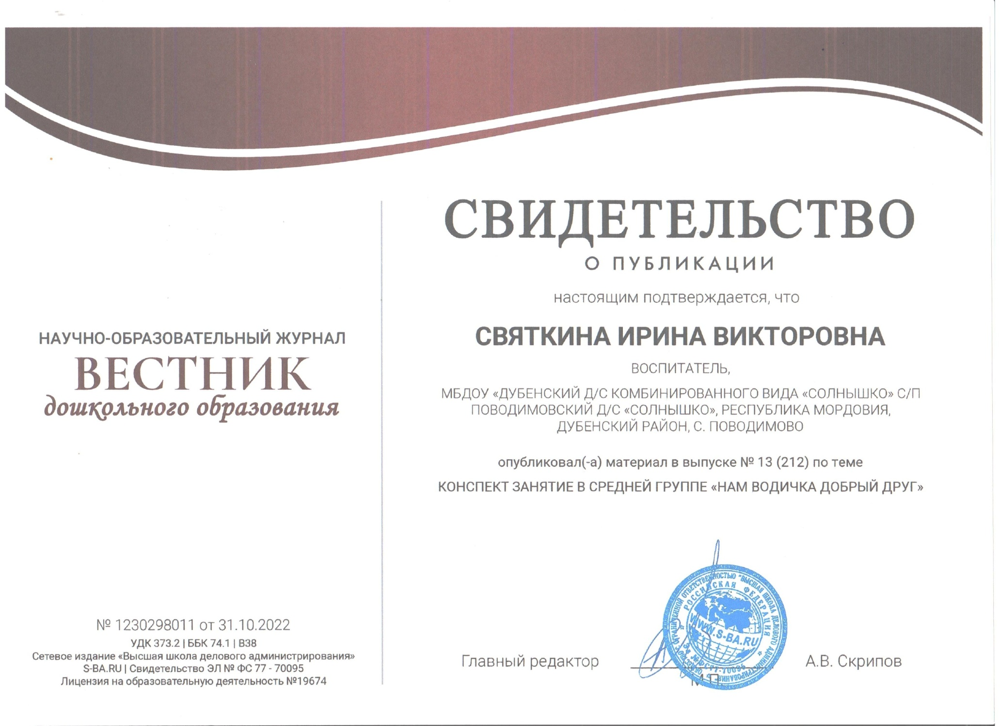 НАУЧНО-ОБРАЗОВАТЕЛЬНЫЙ ЖУРНАЛ
ВЕСТНИК
дошкольного образования
№ 1230298011 от 31.10.2022
УДК 373.2 | ББК 74.1 | В38
Сетевое издание «Высшая школа делового администрирования»
S-BA.RU | Свидетельство ЭЛ № ФС 77 - 70095
Лицензия на образовательную деятельность №19674
СВИДЕТЕЛЬСТВО
О ПУБЛИКАЦИИ
настоящим подтверждается, что
СВЯТКИНА ИРИНА ВИКТОРОВНА
ВОСПИТАТЕЛЬ,
МБДОУ «ДУБЕНСКИЙ Д/С КОМБИНИРОВАННОГО ВИДА «СОЛНЫШКО» С/П
ПОВОДИМОВСКИЙ Д/С «СОЛНЫШКО», РЕСПУБЛИКА МОРДОВИЯ,
ДУБЕНСКИЙ РАЙОН, С. ПОВОДИМОВО
опубликовал(-а) материал в выпуске № 13 (212) по теме
КОНСПЕКТ ЗАНЯТИЕ В СРЕДНЕЙ ГРУППЕ «НАМ ВОДИЧКА ДОБРЫЙ ДРУГ»
Главный редактор
А.В. Скрипов
М.П.
ОБЩЕСТВО С ОГРАНИЧЕННОЙ ОТВЕТСТВЕННОСТЬЮ "ВЫСШАЯ ШКОЛА ДЕЛОВОГО АДМИНИСТРИРОВАНИЯ"
РОССИЙСКАЯ ФЕДЕРАЦИЯ
WWW.S-BA.RU